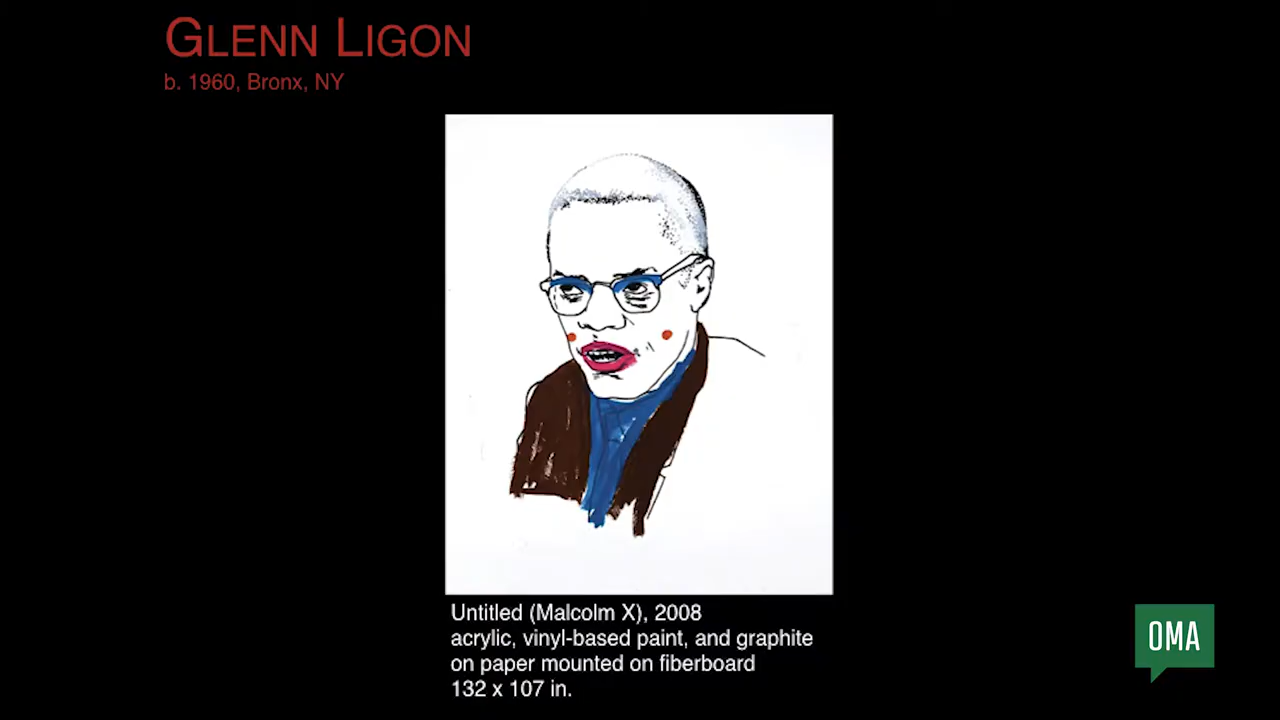 GLENN LIGON
b. 1960, Bronx, NY
Untitled (Malcolm X), 2008
acrylic, vinyl-based paint, and graphite
on paper mounted on fiberboard
132 x 107 in.
OMA